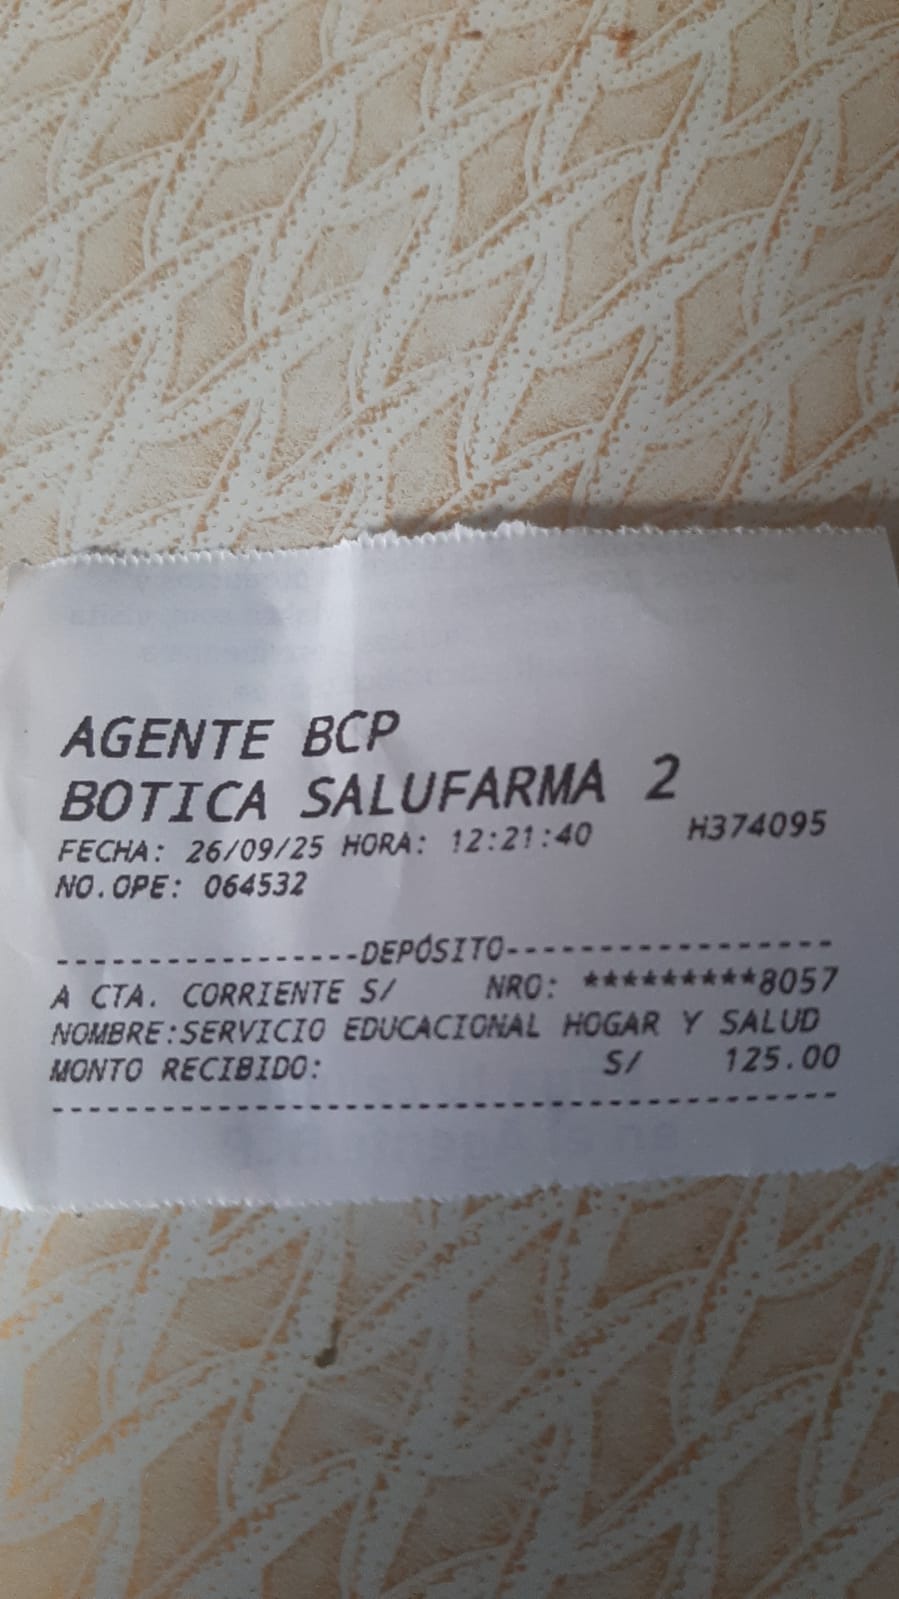 AGENTE BCP
BOTICA SALUFARMA 2
FECHA: 26/09/25 HORA: 12:21:40 H374095
NO.OPE: 064532
-----------------DEPÓSITO------------------
A CTA. CORRIENTE S/ NRO: *********8057
NOMBRE:SERVICIO EDUCACIONAL HOGAR Y SALUD
MONTO RECIBIDO: S/ 125.00
-------------------------------------------